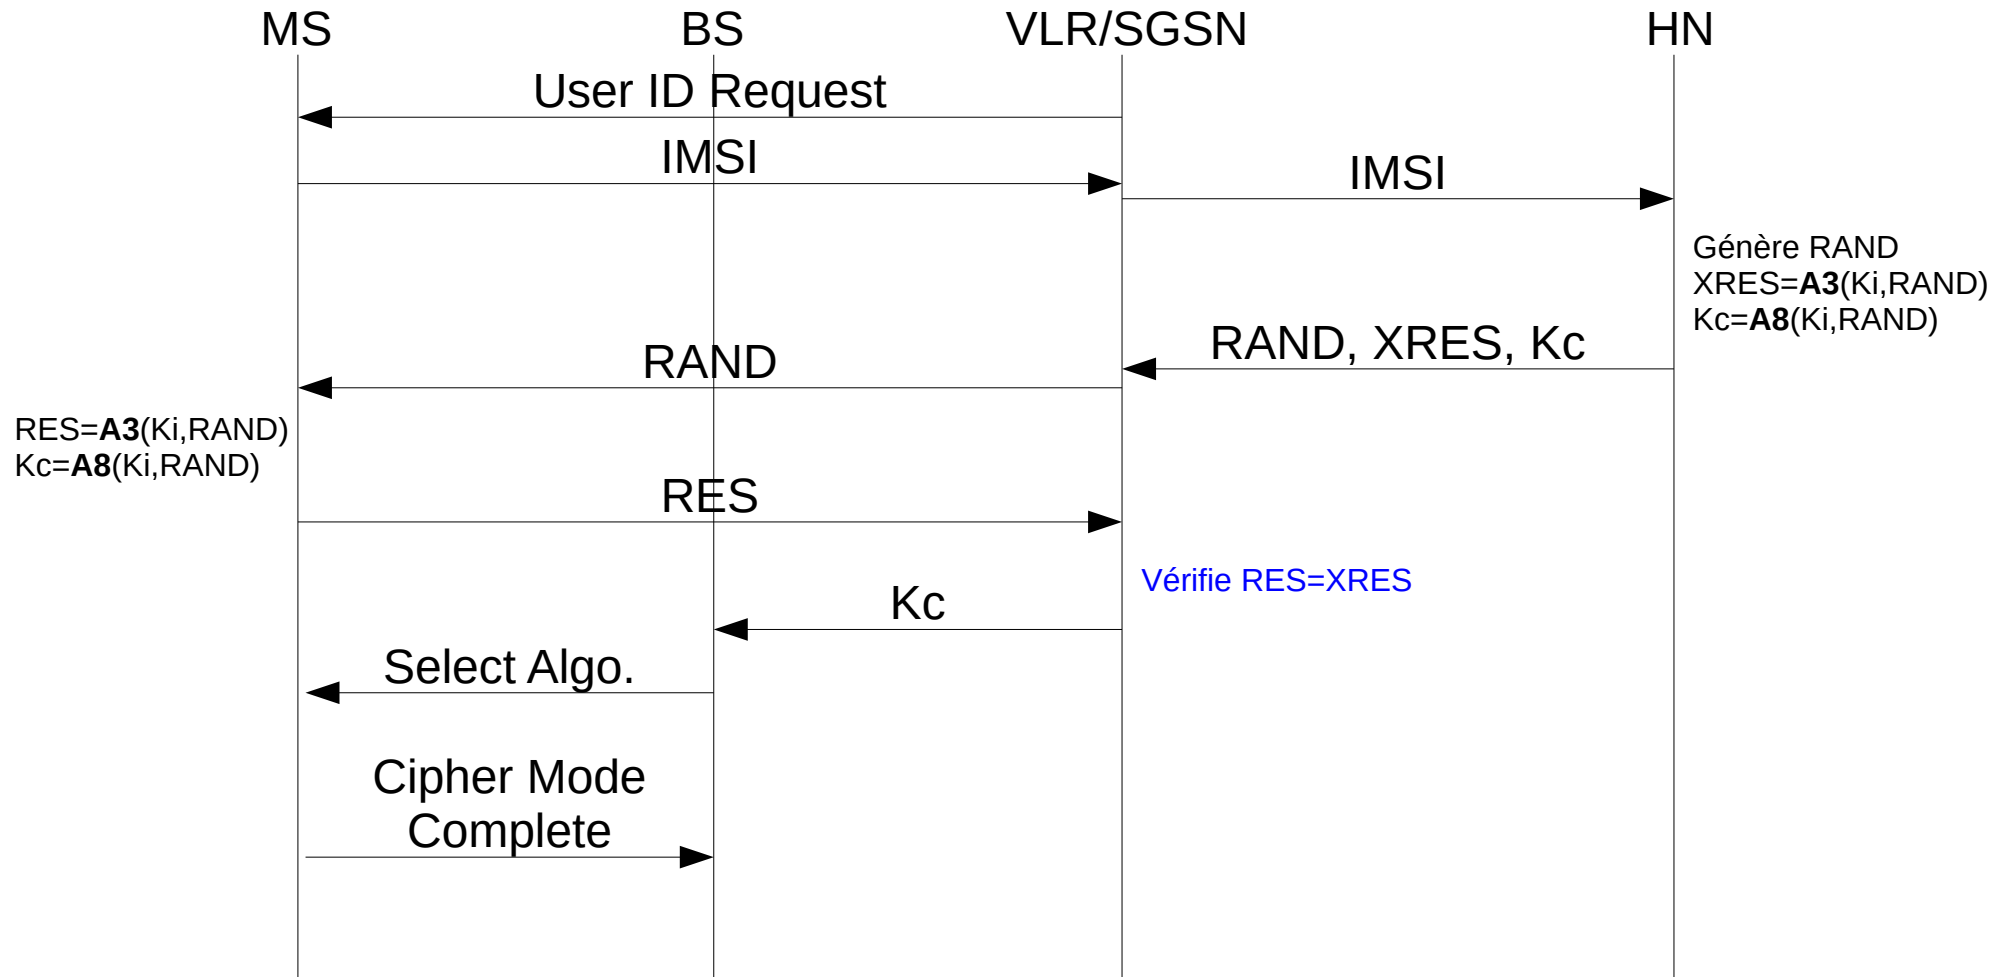 MS BS VLR/SGSN HN
User ID Request
IMSI
IMSI
Génère RAND
XRES=A3(Ki,RAND)
Kc=A8(Ki,RAND)
RAND, XRES, Kc
RAND
RES=A3(Ki,RAND)
Kc=A8(Ki,RAND)
RES
Vérifie RES=XRES
Kc
Select Algo.
Cipher Mode
Complete